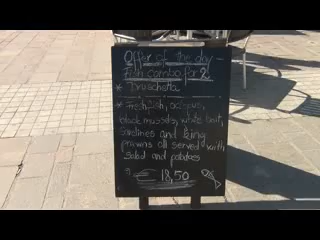 Offer of the day
Fish combo for 2
* Bruschetta
* Fresh fish, octopus,
black mussels, white bait,
Sardines and King
prawns all served with
Salad and potatoes
18,50